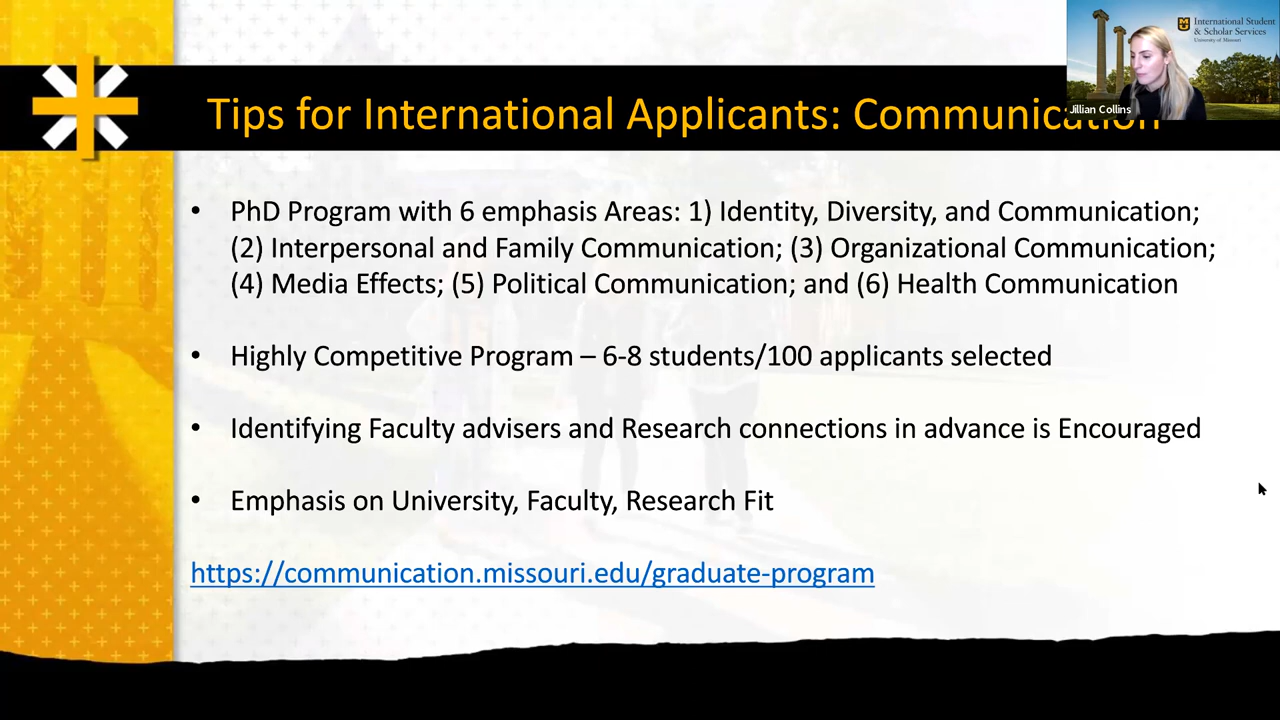 International Student
& Scholar Services
University of Missouri
Jillian Collins
Tips for International Applicants: Communication
• PhD Program with 6 emphasis Areas: 1) Identity, Diversity, and Communication;
(2) Interpersonal and Family Communication; (3) Organizational Communication;
(4) Media Effects; (5) Political Communication; and (6) Health Communication
• Highly Competitive Program – 6-8 students/100 applicants selected
• Identifying Faculty advisers and Research connections in advance is Encouraged
• Emphasis on University, Faculty, Research Fit
https://communication.missouri.edu/graduate-program